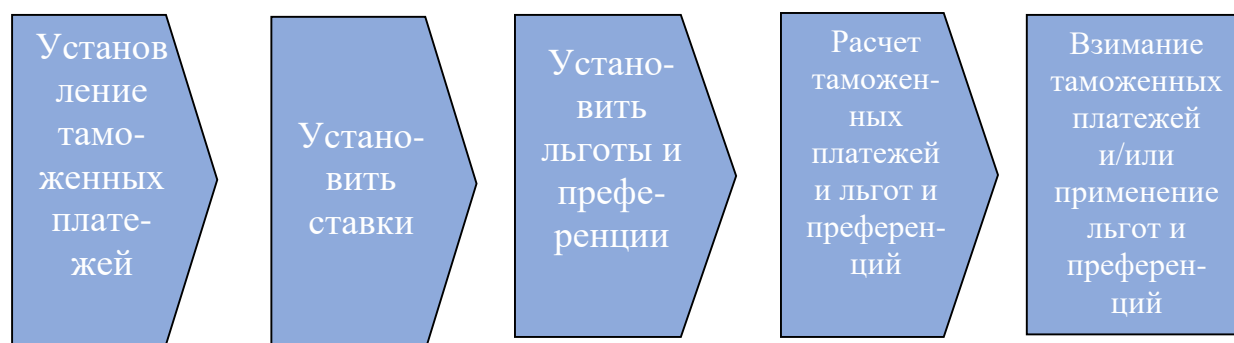 Установ
ление
тамо-
женных
плате-
жей
Устано-
вить
ставки
Устано-
вить
льготы и
префе-
ренции
Расчет
таможен-
ных
платежей
и льгот и
преферен-
ций
Взимание
таможенных
платежей
и/или
применение
льгот и
преферен-
ций